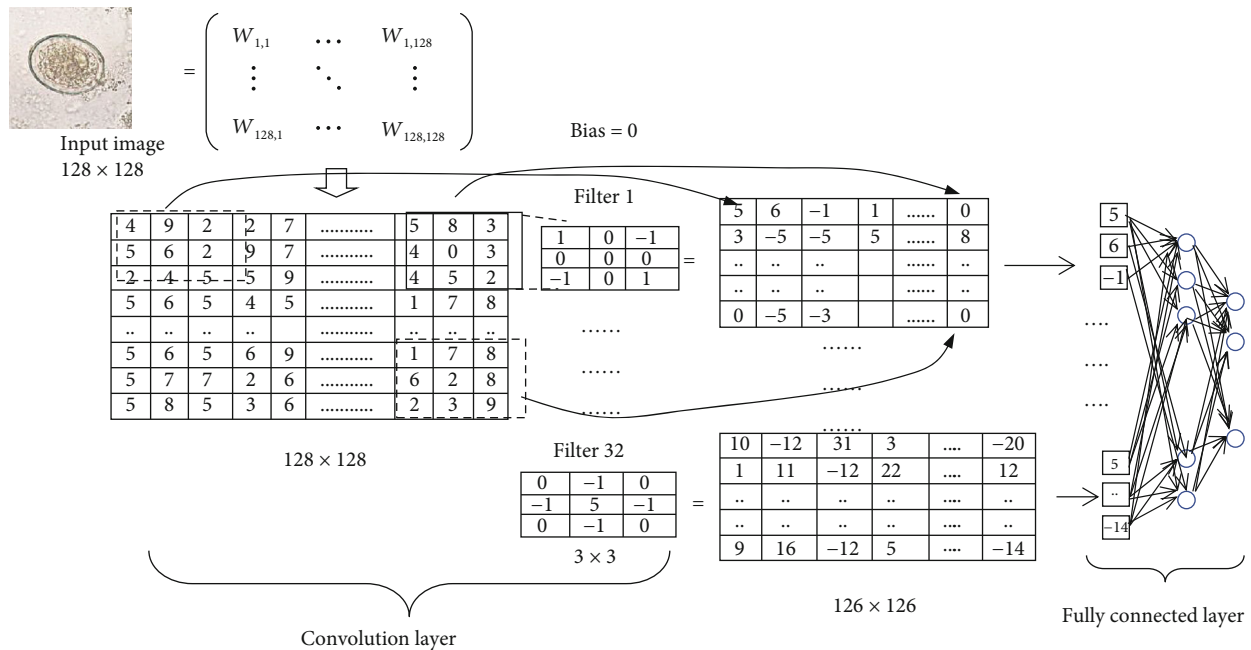 W1,1 ... W1,128
⋮ ⋱ ⋮
W128,1 ... W128,128
=
Input image
128 × 128
Bias = 0
Filter 1
4 9 2 2 7 ........... 5 8 3
5 6 2 9 7 ........... 4 0 3
2 4 5 5 9 ........... 4 5 2
5 6 5 4 5 ........... 1 7 8
.. .. .. .. ........... .. .. ..
5 6 5 6 9 ........... 1 7 8
5 7 7 2 6 ........... 6 2 8
5 8 5 3 6 ........... 2 3 9
128 × 128
1 0 −1
0 0 0
−1 0 1
=
......
......
......
5 6 −1 1 ...... 0
3 −5 −5 5 ...... 8
.. .. .. ...... ..
.. .. .. ...... ..
0 −5 −3 ...... 0
......
......
......
Filter 32
0 −1 0
−1 5 −1
0 −1 0
3 × 3
=
10 −12 31 3 .... −20
1 11 −12 22 .... 12
.. .. .. .. .... ..
.. .. .. .. .... ..
9 16 −12 5 .... −14
126 × 126
5
6
−1
....
....
....
5
..
−14
Convolution layer
Fully connected layer